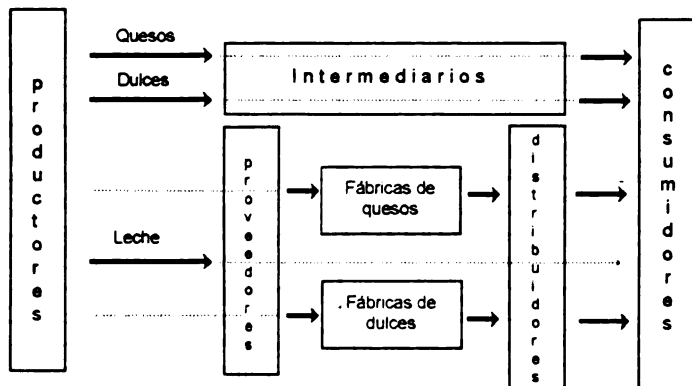 productores
Quesos
Dulces
Intermediarios
consumidores
Leche
proveedores
Fábricas de
quesos
Fábricas de
dulces
distribuidores